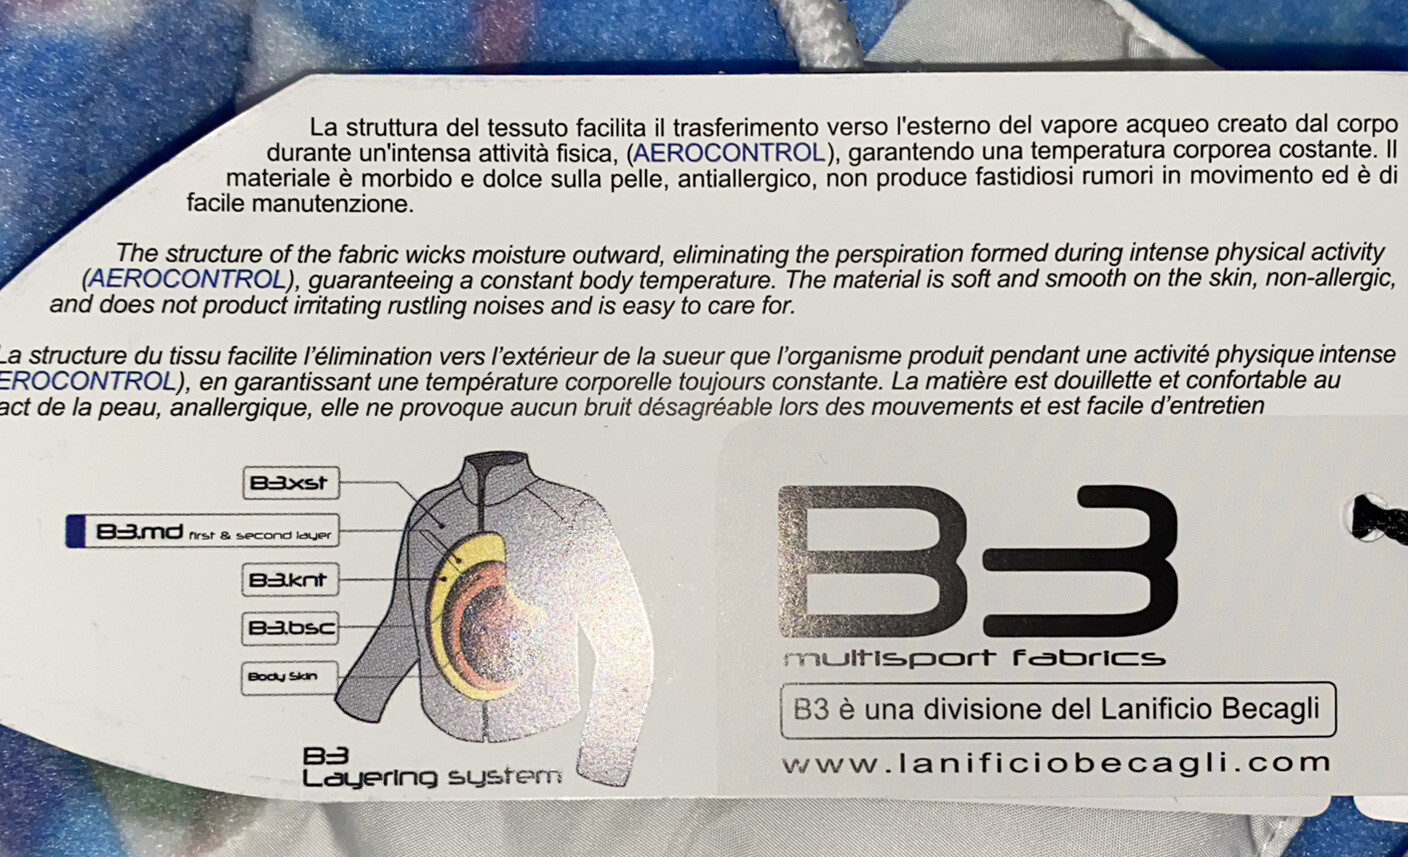 La struttura del tessuto facilita il trasferimento verso l'esterno del vapore acqueo creato dal corpo
durante un'intensa attività fisica, (AEROCONTROL), garantendo una temperatura corporea costante. Il
materiale è morbido e dolce sulla pelle, antiallergico, non produce fastidiosi rumori in movimento ed è di
facile manutenzione.
The structure of the fabric wicks moisture outward, eliminating the perspiration formed during intense physical activity
(AEROCONTROL), guaranteeing a constant body temperature. The material is soft and smooth on the skin, non-allergic,
and does not product irritating rustling noises and is easy to care for.
La structure du tissu facilite l'élimination vers l'extérieur de la sueur que l'organisme produit pendant une activité physique intense
EROCONTROL), en garantissant une température corporelle toujours constante. La matière est douillette et confortable au
act de la peau, anallergique, elle ne provoque aucun bruit désagréable lors des mouvements et est facile d'entretien
B3.xst
B3.md first & second layer
B3.knt
B3.bsc
Body Skin
B3
Layering system
B3
multisport fabrics
B3 è una divisione del Lanificio Becagli
www.lanificiobecagli.com